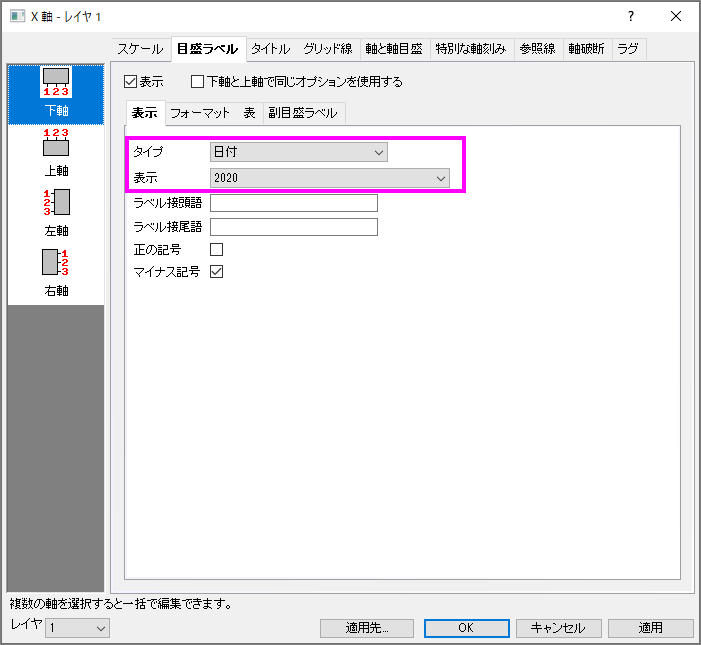 X 軸 - レイヤ 1
スケール 目盛ラベル タイトル グリッド線 軸と軸目盛 特別な軸刻み 参照線 軸破断 ラグ
123
下軸
123
上軸
1
2
3
左軸
1
2
3
右軸
表示 下軸と上軸で同じオプションを使用する
表示 フォーマット 表 副目盛ラベル
タイプ 日付
表示 2020
ラベル接頭語
ラベル接尾語
正の記号
マイナス記号
複数の軸を選択すると一括で編集できます。
レイヤ 1 適用先... OK キャンセル 適用